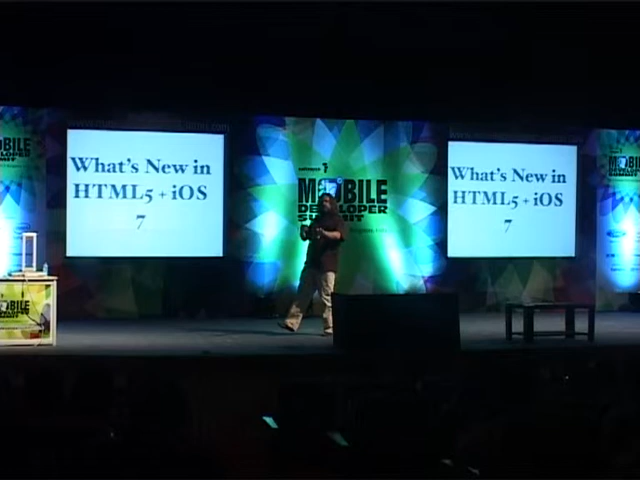 What's New in
HTML5 + iOS
7
MOBILE
DEVELOPER
SUMMIT
What's New in
HTML5 + iOS
7